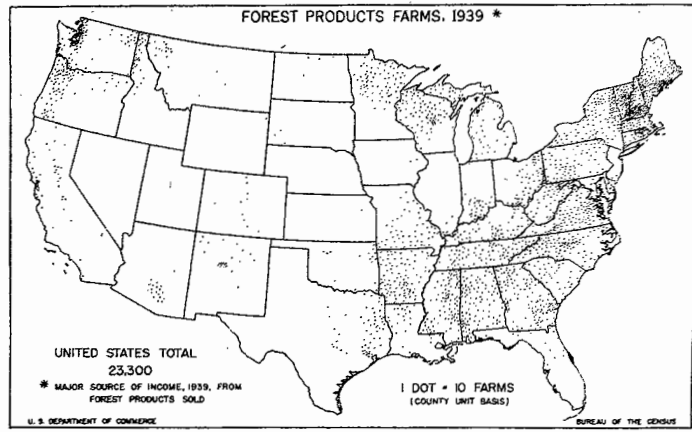 FOREST PRODUCTS FARMS, 1939 *
UNITED STATES TOTAL
23,300
* MAJOR SOURCE OF INCOME, 1939, FROM
FOREST PRODUCTS SOLD
1 DOT = 10 FARMS
(COUNTY UNIT BASIS)
U. S. DEPARTMENT OF COMMERCE
BUREAU OF THE CENSUS